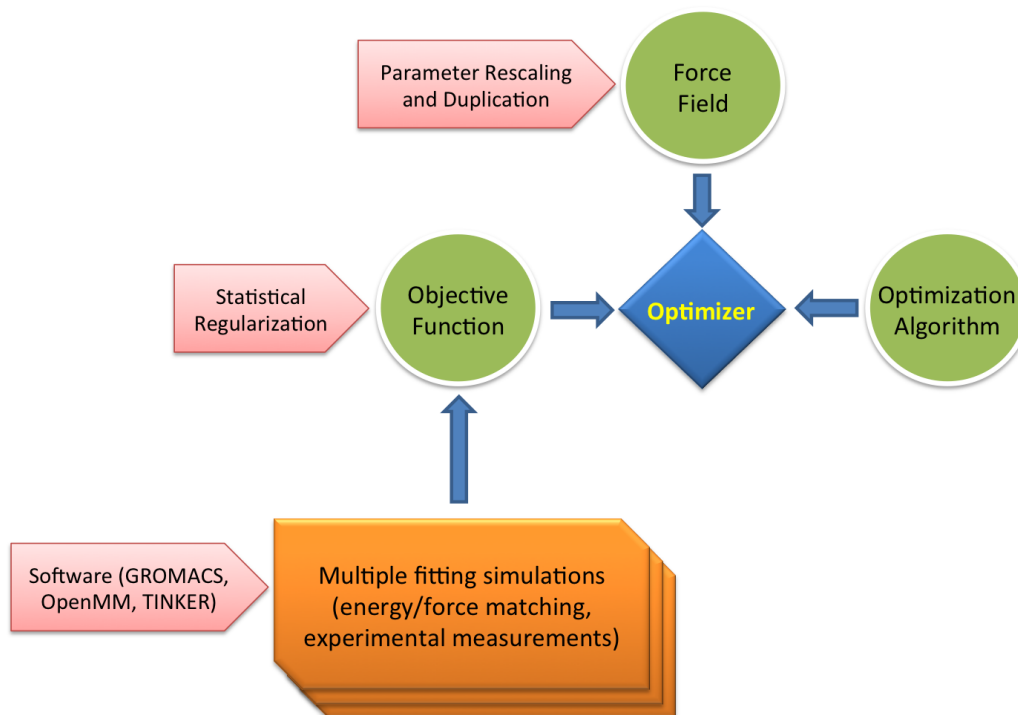 Parameter Rescaling
and Duplication
Force
Field
Statistical
Regularization
Objective
Function
Optimizer
Optimization
Algorithm
Software (GROMACS,
OpenMM, TINKER)
Multiple fitting simulations
(energy/force matching,
experimental measurements)